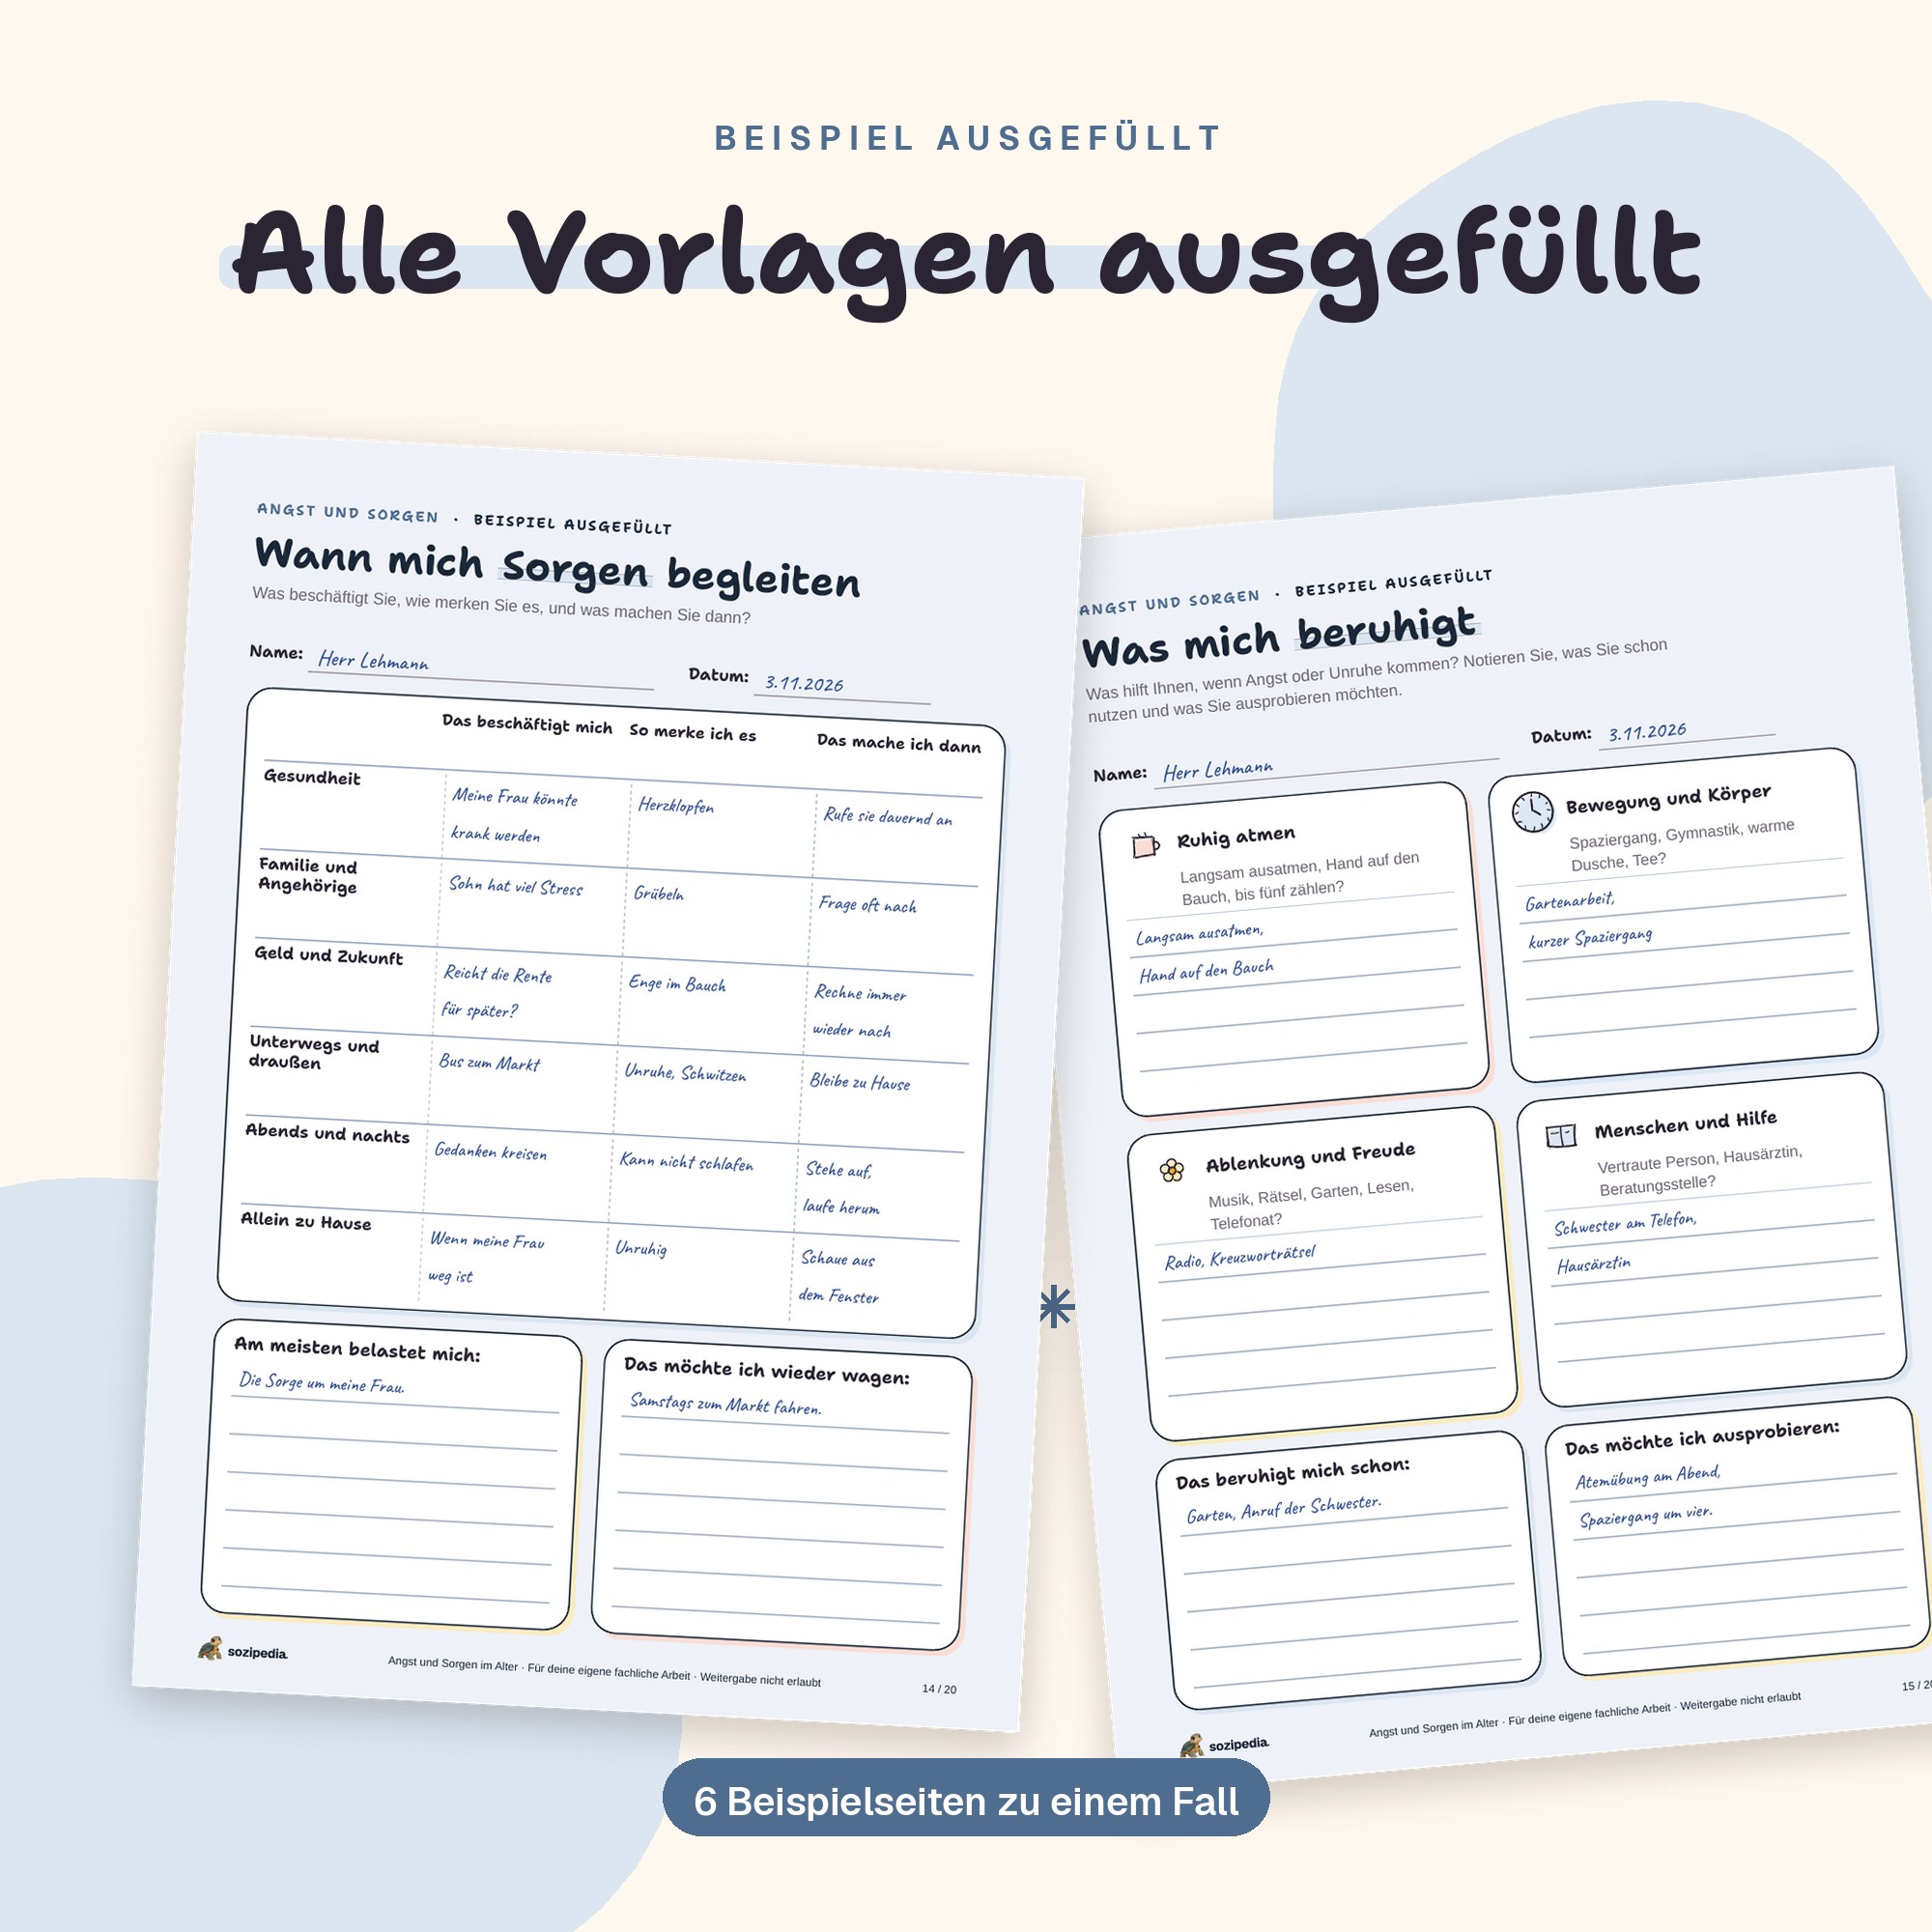 BEISPIEL AUSGEFÜLLT
Alle Vorlagen ausgefüllt
ANGST UND SORGEN · BEISPIEL AUSGEFÜLLT
Wann mich Sorgen begleiten
Was beschäftigt Sie, wie merken Sie es, und was machen Sie dann?
Name: Herr Lehmann Datum: 3.11.2026
Das beschäftigt mich So merke ich es Das mache ich dann
Gesundheit
Meine Frau könnte
krank werden
Herzklopfen
Rufe sie dauernd an
Familie und
Angehörige
Sohn hat viel Stress
Grübeln
Frage oft nach
Geld und Zukunft
Reicht die Rente
für später?
Enge im Bauch
Rechne immer
wieder nach
Unterwegs und
draußen
Bus zum Markt
Unruhe, Schwitzen
Bleibe zu Hause
Abends und nachts
Gedanken kreisen
Kann nicht schlafen
Stehe auf,
laufe herum
Allein zu Hause
Wenn meine Frau
weg ist
Unruhig
Schaue aus
dem Fenster
Am meisten belastet mich:
Die Sorge um meine Frau.
Das möchte ich wieder wagen:
Samstags zum Markt fahren.
sozipedia.
Angst und Sorgen im Alter · Für deine eigene fachliche Arbeit · Weitergabe nicht erlaubt
14 / 20
ANGST UND SORGEN · BEISPIEL AUSGEFÜLLT
Was mich beruhigt
Was hilft Ihnen, wenn Angst oder Unruhe kommen? Notieren Sie, was Sie schon
nutzen und was Sie ausprobieren möchten.
Name: Herr Lehmann Datum: 3.11.2026
Ruhig atmen
Langsam ausatmen, Hand auf den
Bauch, bis fünf zählen?
Langsam ausatmen,
Hand auf den Bauch
Bewegung und Körper
Spaziergang, Gymnastik, warme
Dusche, Tee?
Gartenarbeit,
kurzer Spaziergang
Ablenkung und Freude
Musik, Rätsel, Garten, Lesen,
Telefonat?
Radio, Kreuzworträtsel
Menschen und Hilfe
Vertraute Person, Hausärztin,
Beratungsstelle?
Schwester am Telefon,
Hausärztin
Das beruhigt mich schon:
Garten, Anruf der Schwester.
Das möchte ich ausprobieren:
Atemübung am Abend,
Spaziergang um vier.
sozipedia.
Angst und Sorgen im Alter · Für deine eigene fachliche Arbeit · Weitergabe nicht erlaubt
15 / 20
6 Beispielseiten zu einem Fall